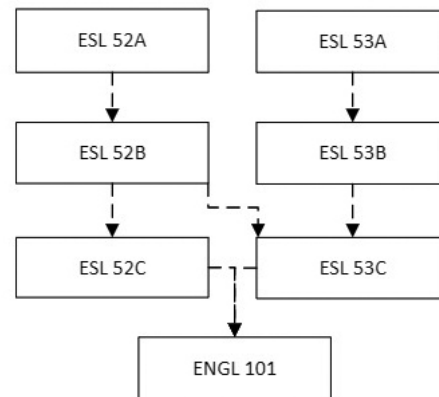 ESL 52A
ESL 53A
ESL 52B
ESL 53B
ESL 52C
ESL 53C
ENGL 101